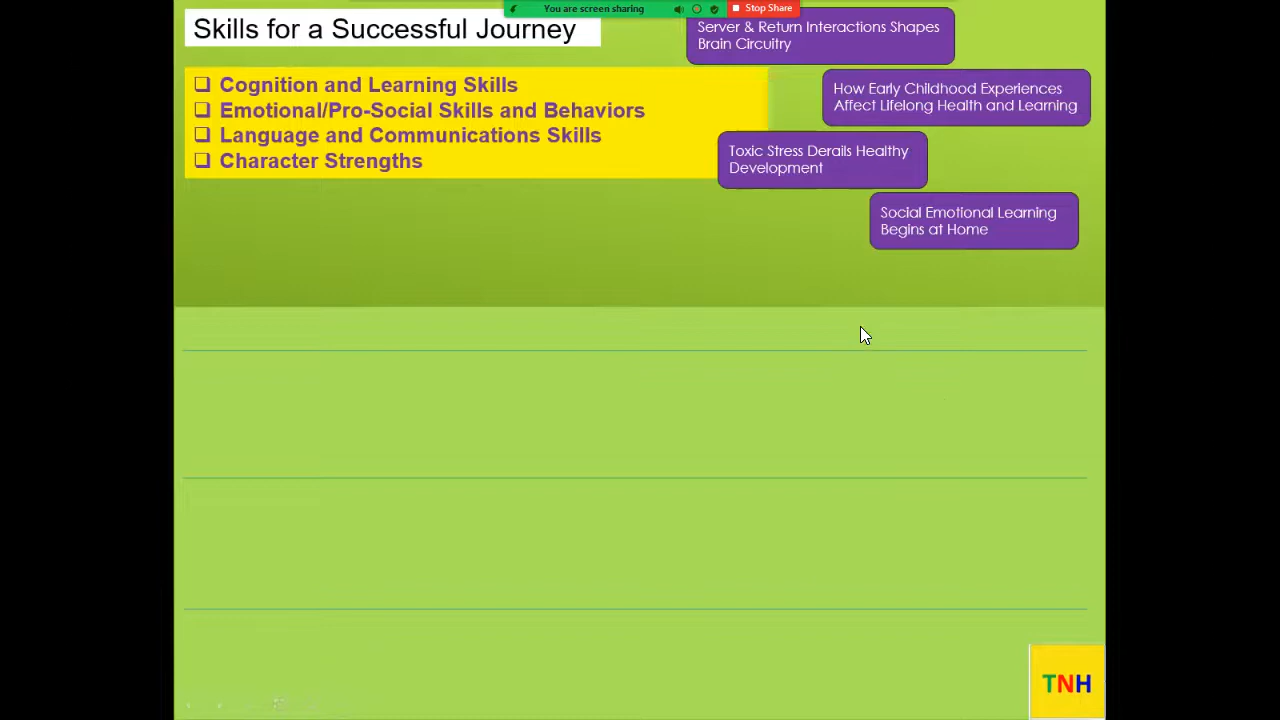 You are screen sharing
Stop Share
Skills for a Successful Journey
Server & Return Interactions Shapes
Brain Circuitry
❑ Cognition and Learning Skills
❑ Emotional/Pro-Social Skills and Behaviors
❑ Language and Communications Skills
❑ Character Strengths
How Early Childhood Experiences
Affect Lifelong Health and Learning
Toxic Stress Derails Healthy
Development
Social Emotional Learning
Begins at Home
TNH